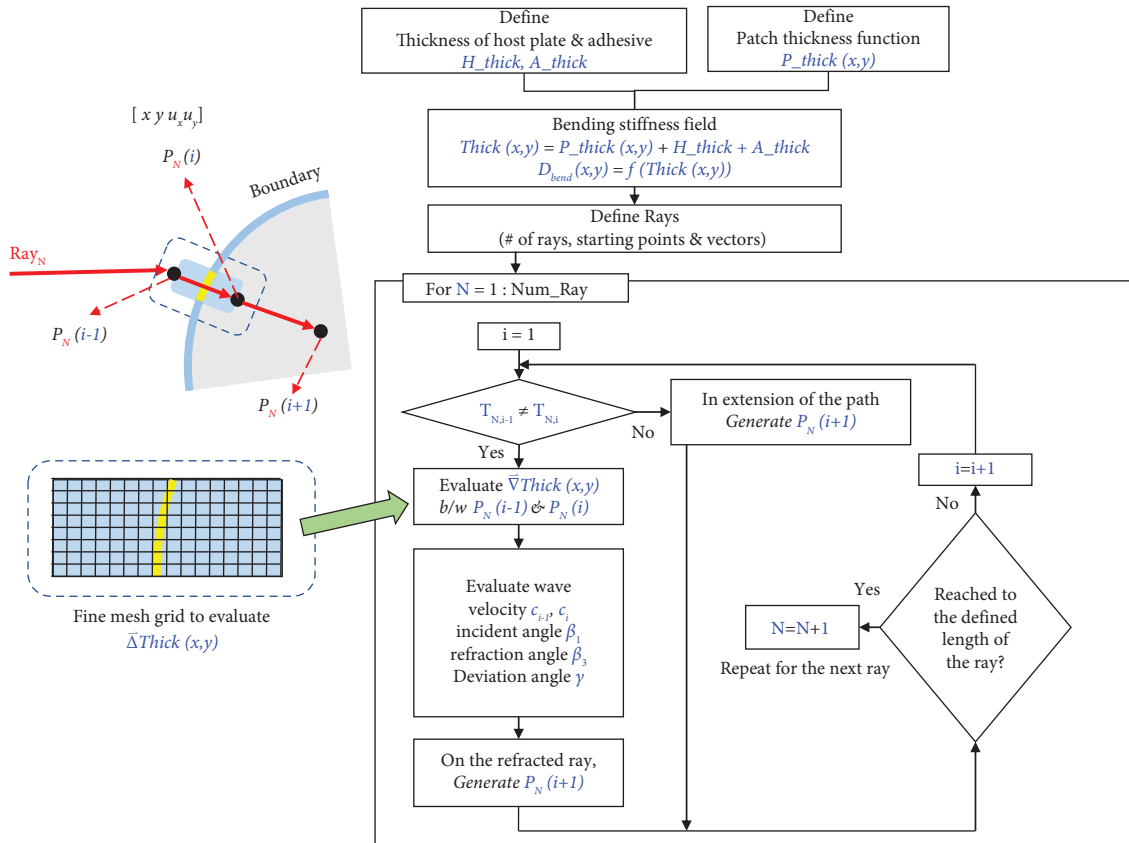 Define
Thickness of host plate & adhesive
H_thick, A_thick
Define
Patch thickness function
P_thick (x,y)
Bending stiffness field
Thick (x,y) = P_thick (x,y) + H_thick + A_thick
D_bend (x,y) = f (Thick (x,y))
Define Rays
(# of rays, starting points & vectors)
For N = 1 : Num_Ray
i = 1
T_N,i-1 ≠ T_N,i
No
Yes
In extension of the path
Generate P_N (i+1)
Evaluate ∇⃗Thick (x,y)
b/w P_N (i-1) & P_N (i)
Evaluate wave
velocity c_i-1, c_i
incident angle β_1
refraction angle β_3
Deviation angle γ
On the refracted ray,
Generate P_N (i+1)
i=i+1
No
Reached to
the defined
length of
the ray?
Yes
N=N+1
Repeat for the next ray
[ x y u_x u_y]
P_N (i)
Boundary
Ray_N
P_N (i-1)
P_N (i+1)
Fine mesh grid to evaluate
Δ⃗Thick (x,y)